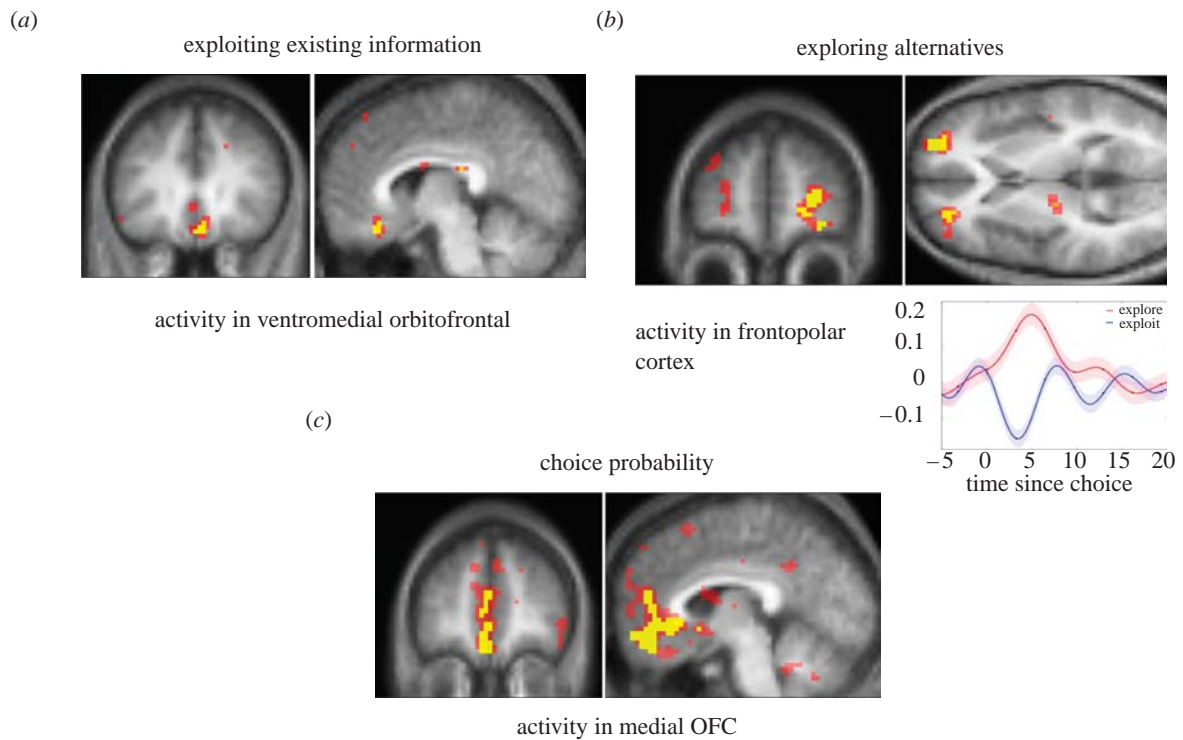 (a)
exploiting existing information
activity in ventromedial orbitofrontal
(b)
exploring alternatives
activity in frontopolar
cortex
0.2
0.1
0
−0.1
explore
exploit
−5 0 5 10 15 20
time since choice
(c)
choice probability
activity in medial OFC